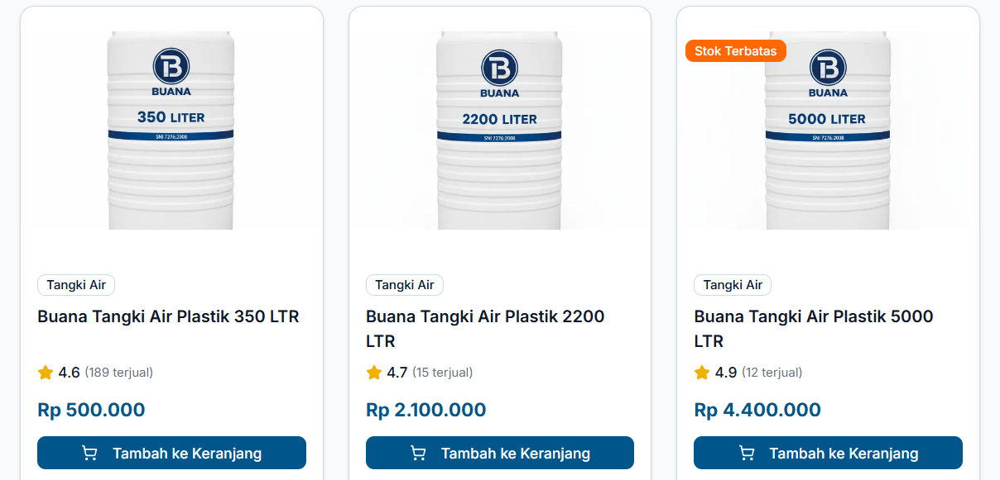 B
BUANA
350 LITER
SNI 7276:2008
Tangki Air
Buana Tangki Air Plastik 350 LTR
4.6 (189 terjual)
Rp 500.000
Tambah ke Keranjang
B
BUANA
2200 LITER
SNI 7276:2008
Tangki Air
Buana Tangki Air Plastik 2200
LTR
4.7 (15 terjual)
Rp 2.100.000
Tambah ke Keranjang
Stok Terbatas
B
BUANA
5000 LITER
SNI 7276:2008
Tangki Air
Buana Tangki Air Plastik 5000
LTR
4.9 (12 terjual)
Rp 4.400.000
Tambah ke Keranjang